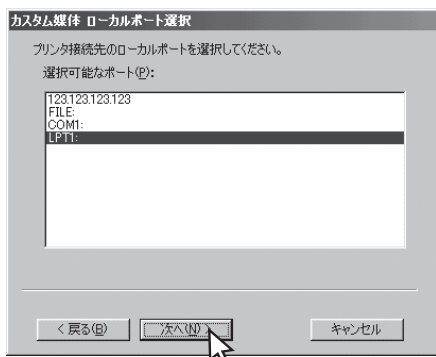 カスタム媒体 ローカルポート選択
プリンタ接続先のローカルポートを選択してください。
選択可能なポート(P):
123.123.123.123
FILE:
COM1:
LPT1:
< 戻る(B)
次へ(N) >
キャンセル